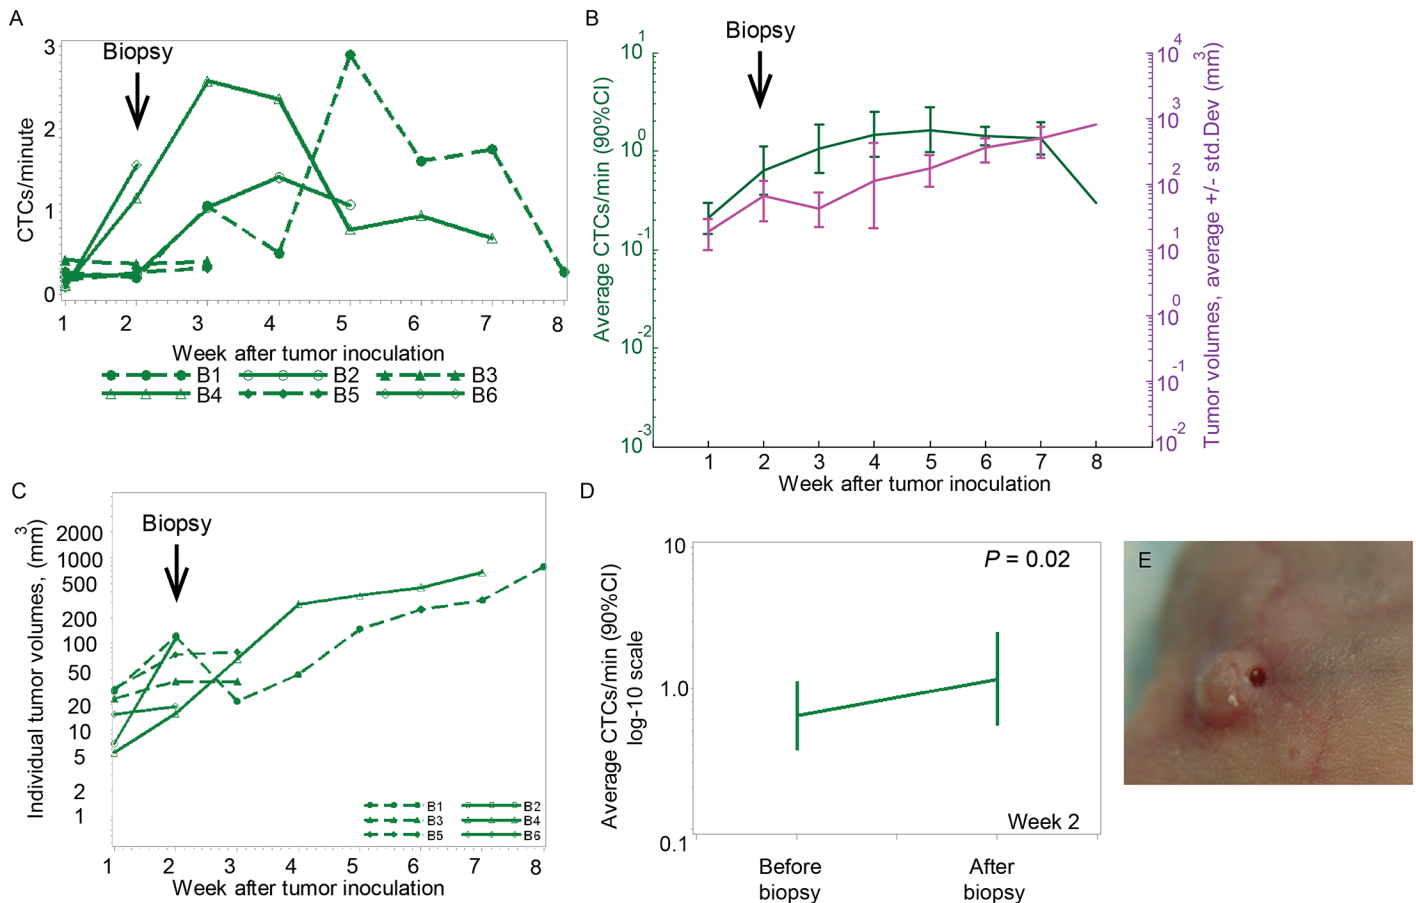 A
Biopsy
CTCs/minute
3
2
1
0
1 2 3 4 5 6 7 8
Week after tumor inoculation
B1 B2 B3
B4 B5 B6
B
Biopsy
Average CTCs/min (90%CI)
10^1
10^0
10^-1
10^-2
10^-3
10^4
10^3
10^2
10^1
10^0
10^-1
10^-2
Tumor volumes, average +/- std.Dev (mm^3)
1 2 3 4 5 6 7 8
Week after tumor inoculation
C
Biopsy
Individual tumor volumes, (mm^3)
2000
1000
500
200
100
50
20
10
5
2
1
B1 B2
B3 B4
B5 B6
1 2 3 4 5 6 7 8
Week after tumor inoculation
D
Average CTCs/min (90%CI)
log-10 scale
10
1.0
0.1
P = 0.02
Week 2
Before
biopsy
After
biopsy
E